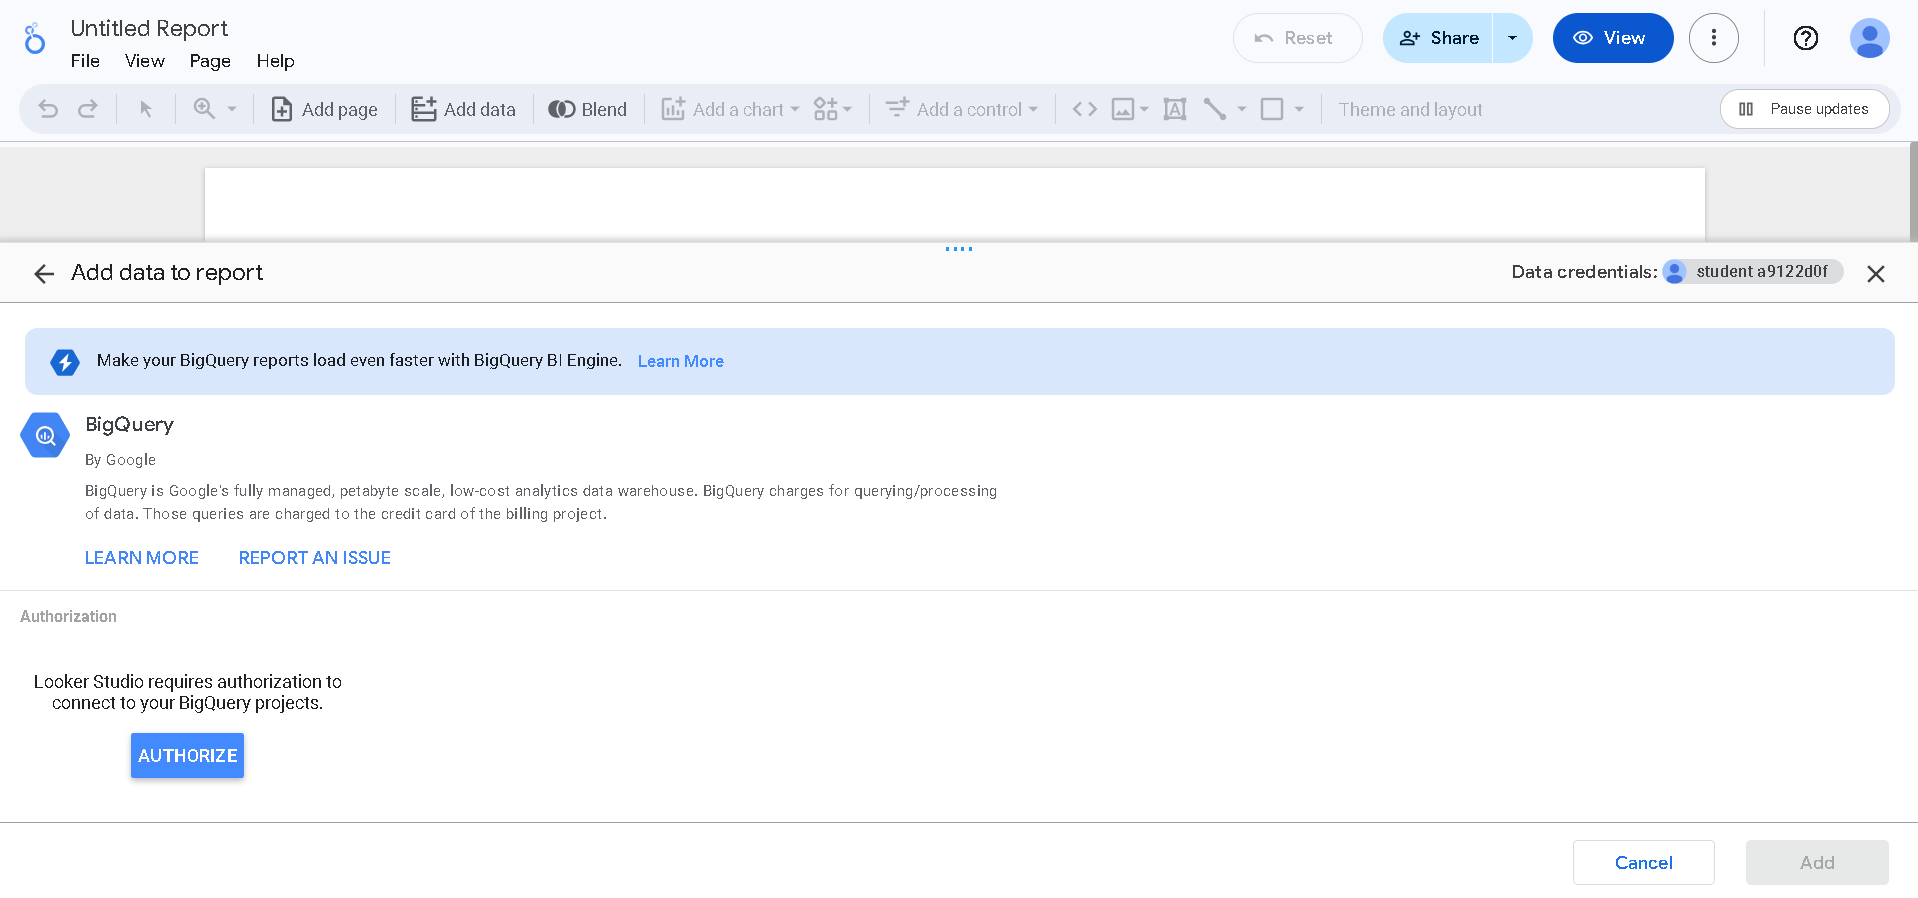 Untitled Report
File View Page Help
Reset Share View
Add page Add data Blend Add a chart Add a control Theme and layout Pause updates
Add data to report
Data credentials: student a9122d0f
Make your BigQuery reports load even faster with BigQuery BI Engine. Learn More
BigQuery
By Google
BigQuery is Google's fully managed, petabyte scale, low-cost analytics data warehouse. BigQuery charges for querying/processing
of data. Those queries are charged to the credit card of the billing project.
LEARN MORE REPORT AN ISSUE
Authorization
Looker Studio requires authorization to
connect to your BigQuery projects.
AUTHORIZE
Cancel Add